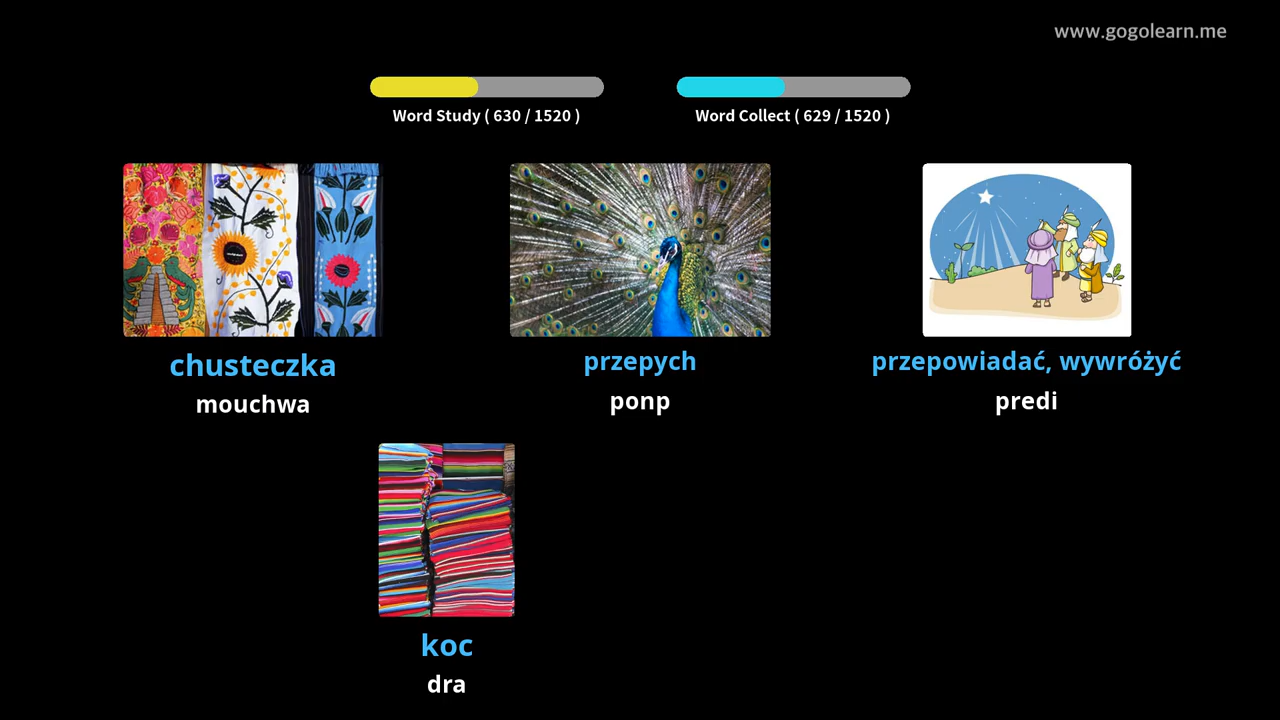 www.gogolearn.me
Word Study ( 630 / 1520 )
Word Collect ( 629 / 1520 )
chusteczka
mouchwa
przepych
ponp
przepowiadać, wywróżyć
predi
koc
dra